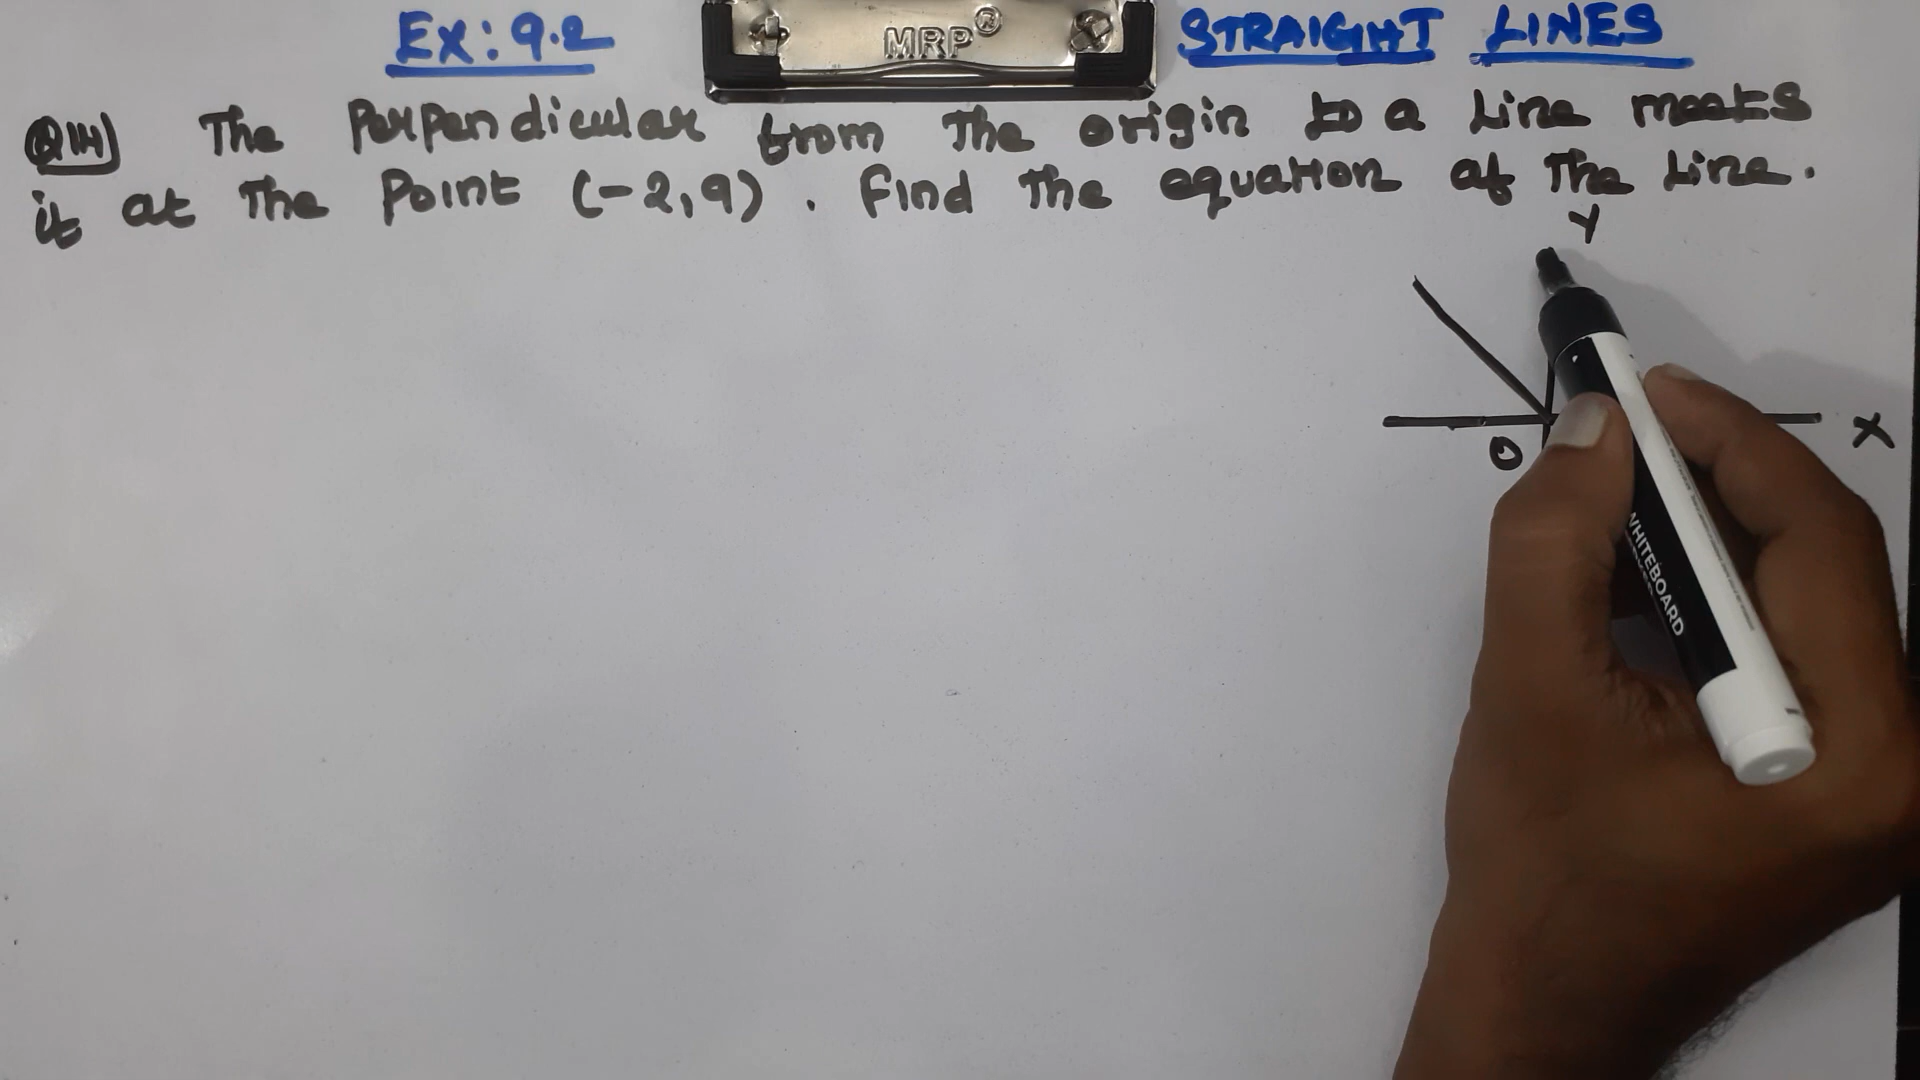 EX: 9.2
MRP®
STRAIGHT LINES
Q14) The Perpendicular from The origin to a Line meets
it at The Point (-2,9). Find The equation of The Line.
Y
X
O
WHITEBOARD